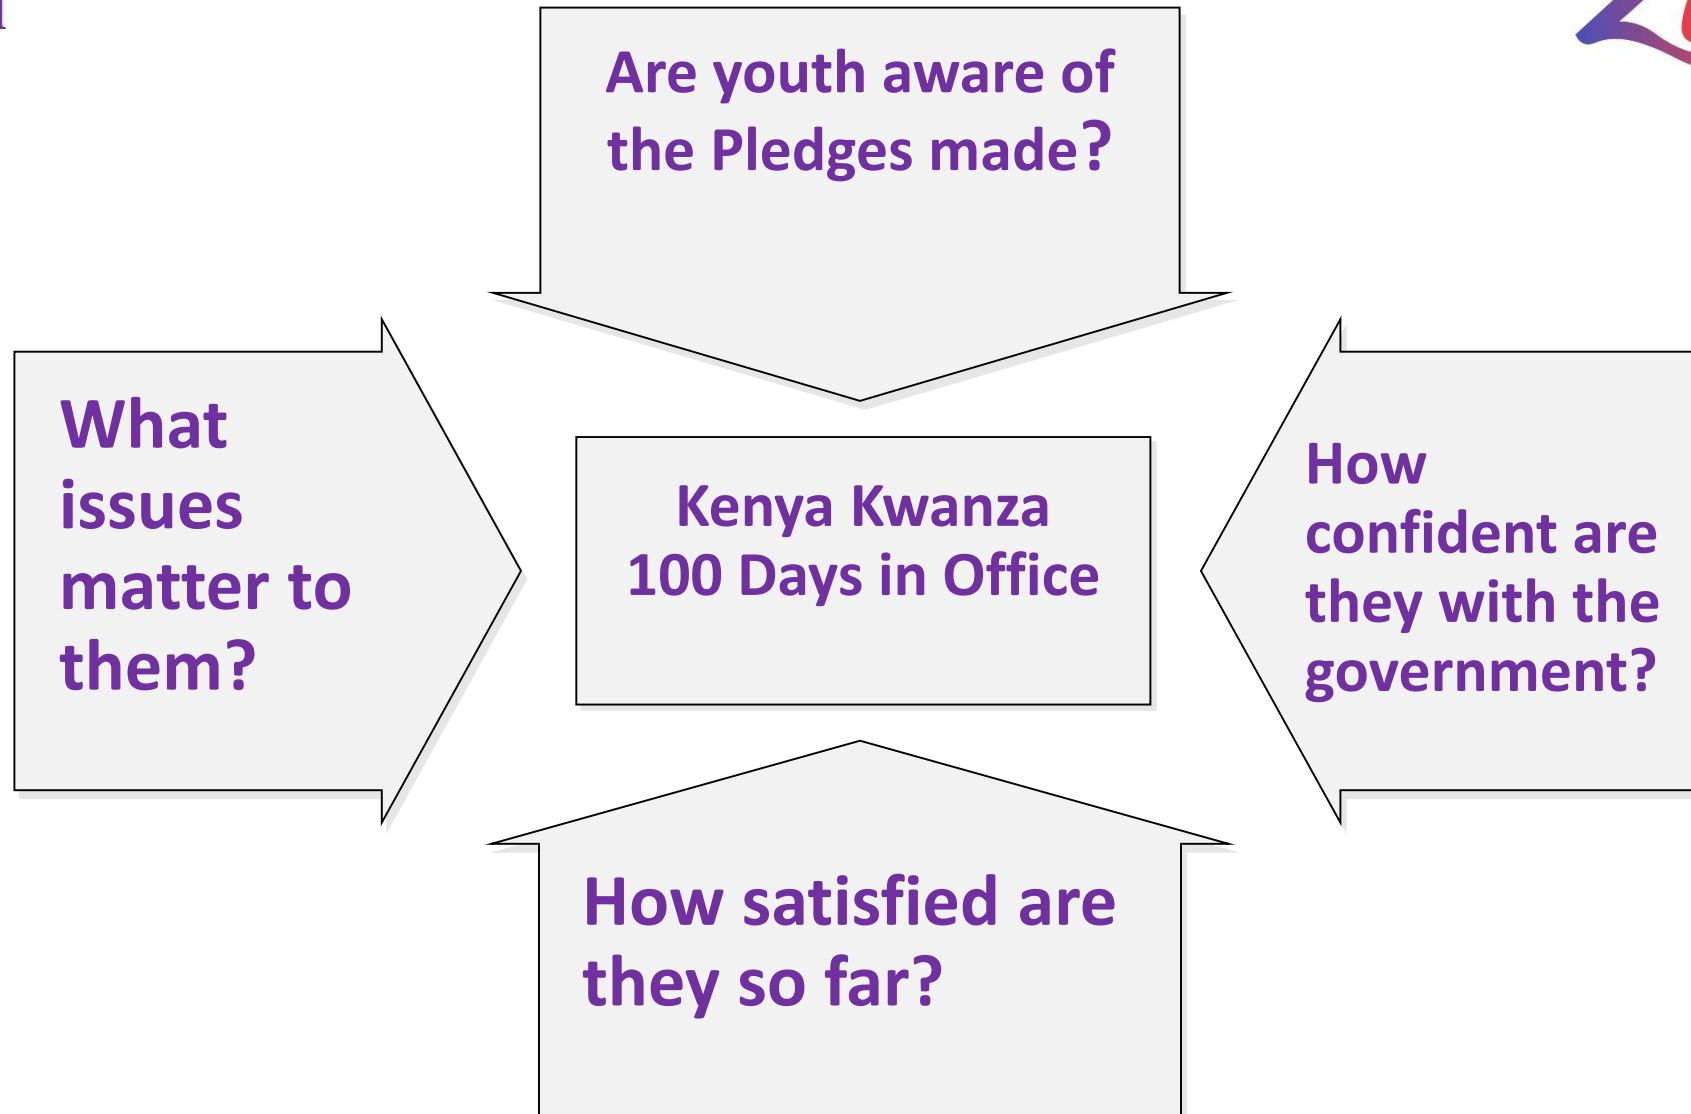 Are youth aware of
the Pledges made?
What
issues
matter to
them?
Kenya Kwanza
100 Days in Office
How
confident are
they with the
government?
How satisfied are
they so far?